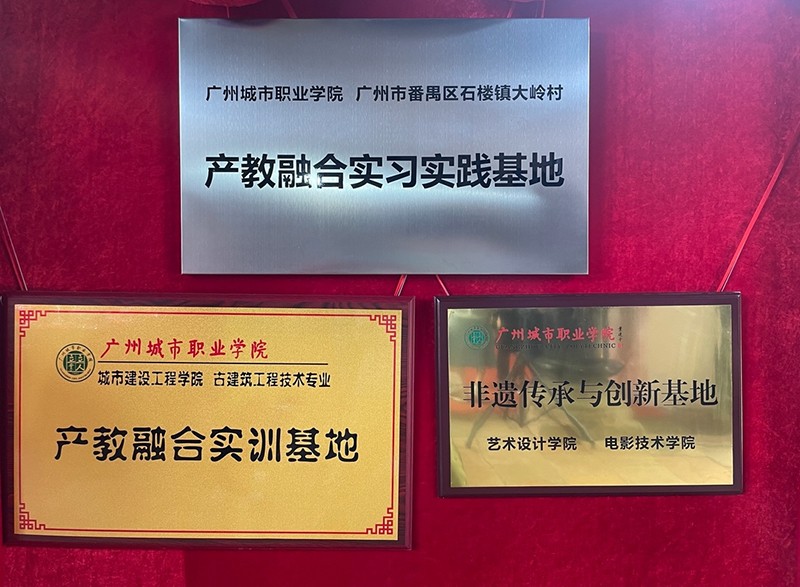 广州城市职业学院 广州市番禺区石楼镇大岭村
产教融合实习实践基地
广州城市职业学院
城市建设工程学院 古建筑工程技术专业
产教融合实训基地
广州城市职业学院
非遗传承与创新基地
艺术设计学院 电影技术学院